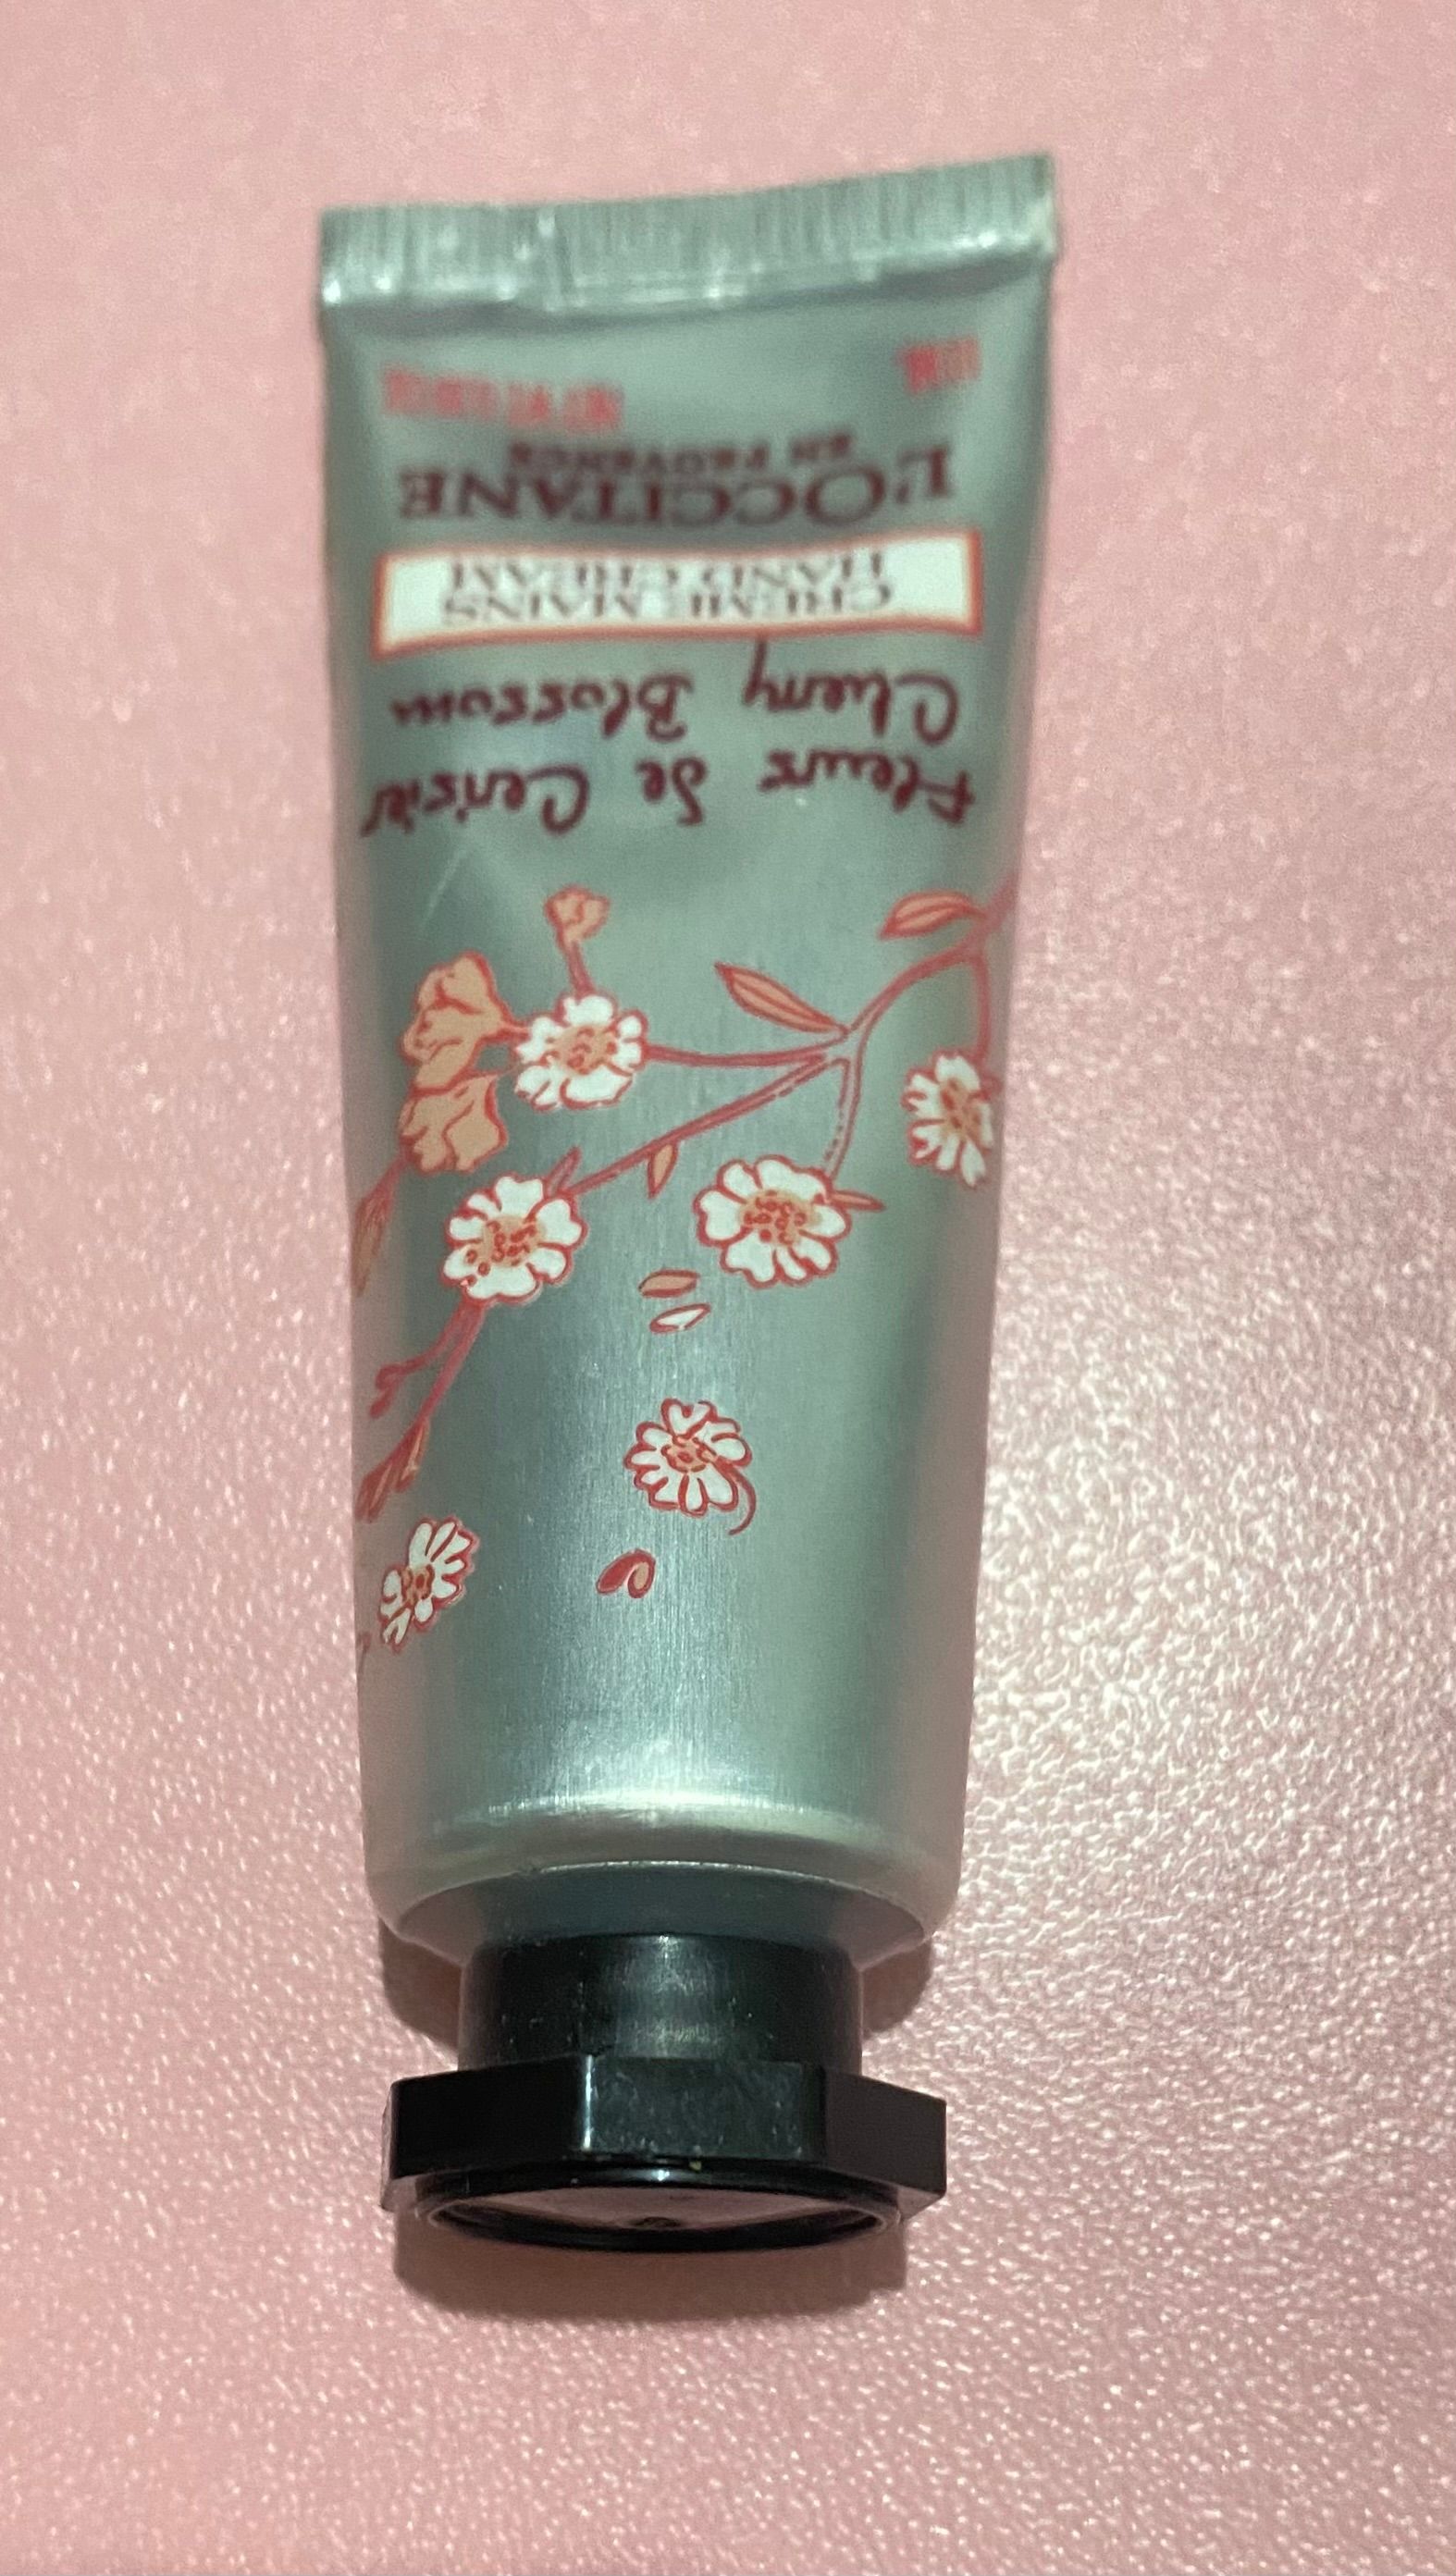 Fleurs de Cerisier
Cherry Blossom
CRÈME MAINS
HAND CREAM
L'OCCITANE
EN PROVENCE